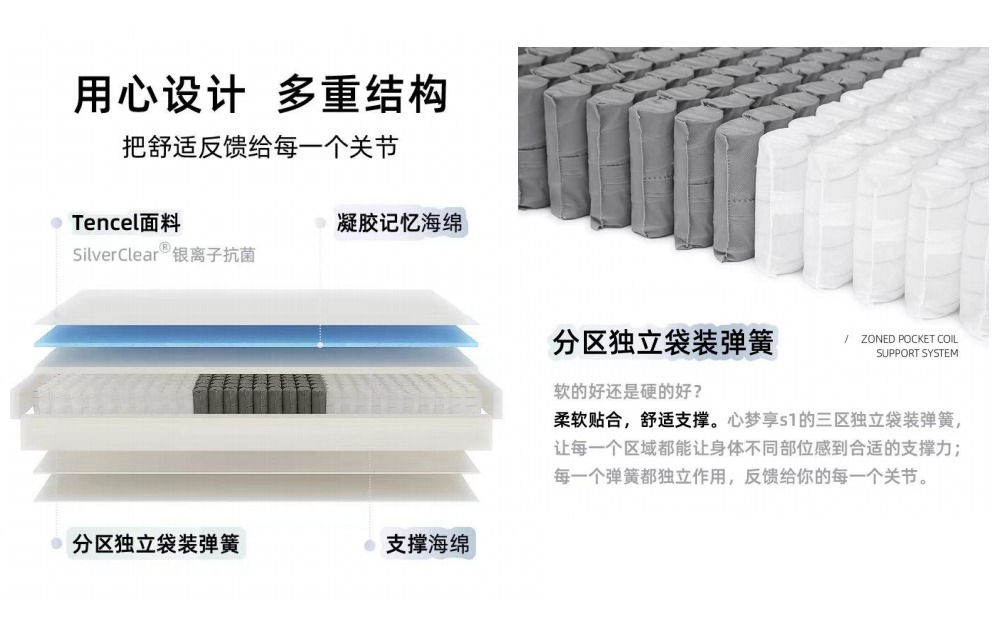 用心设计 多重结构
把舒适反馈给每一个关节
Tencel面料
SilverClear®银离子抗菌
凝胶记忆海绵
分区独立袋装弹簧
支撑海绵
分区独立袋装弹簧
/ ZONED POCKET COIL
SUPPORT SYSTEM
软的好还是硬的好?
柔软贴合，舒适支撑。心梦享s1的三区独立袋装弹簧，
让每一个区域都能让身体不同部位感到合适的支撑力；
每一个弹簧都独立作用，反馈给你的每一个关节。